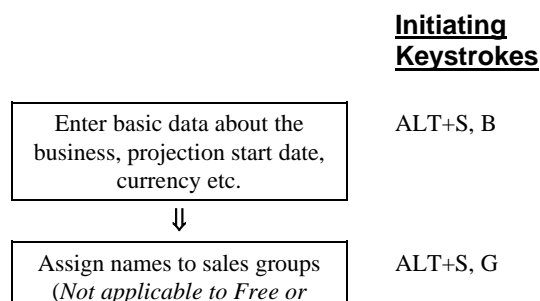 Initiating
Keystrokes
Enter basic data about the
business, projection start date,
currency etc.
ALT+S, B
⇓
Assign names to sales groups
(Not applicable to Free or
ALT+S, G